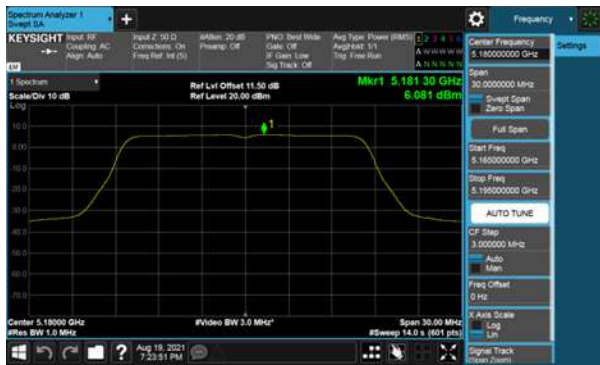 Spectrum Analyzer 1
Swept SA
Frequency
KEYSIGHT
Input: RF
Coupling: AC
Align: Auto
Input Z: 50 Ω
Corrections: On
Freq Ref: Int (S)
#Atten: 20 dB
Preamp: Off
PNO: Best Wide
Gate: Off
IF Gain: Low
Sig Track: Off
Avg Type: Power (RMS)
Avg|Hold: 1/1
Trig: Free Run
1 2 3 4 5 6
A W W W W W
A N N N N N
LXI
1 Spectrum
Scale/Div 10 dB
Log
Ref Lvl Offset 11.50 dB
Ref Level 20.00 dBm
Mkr1 5.181 30 GHz
6.081 dBm
1
10.0
0.00
-10.0
-20.0
-30.0
-40.0
-50.0
-60.0
-70.0
Center 5.18000 GHz
#Res BW 1.0 MHz
#Video BW 3.0 MHz*
Span 30.00 MHz
#Sweep 14.0 s (601 pts)
Center Frequency
5.180000000 GHz
Settings
Span
30.0000000 MHz
Swept Span
Zero Span
Full Span
Start Freq
5.165000000 GHz
Stop Freq
5.195000000 GHz
AUTO TUNE
CF Step
3.000000 MHz
Auto
Man
Freq Offset
0 Hz
X Axis Scale
Log
Lin
Signal Track
(Span Zoom)
?
Aug 19, 2021
7:23:51 PM